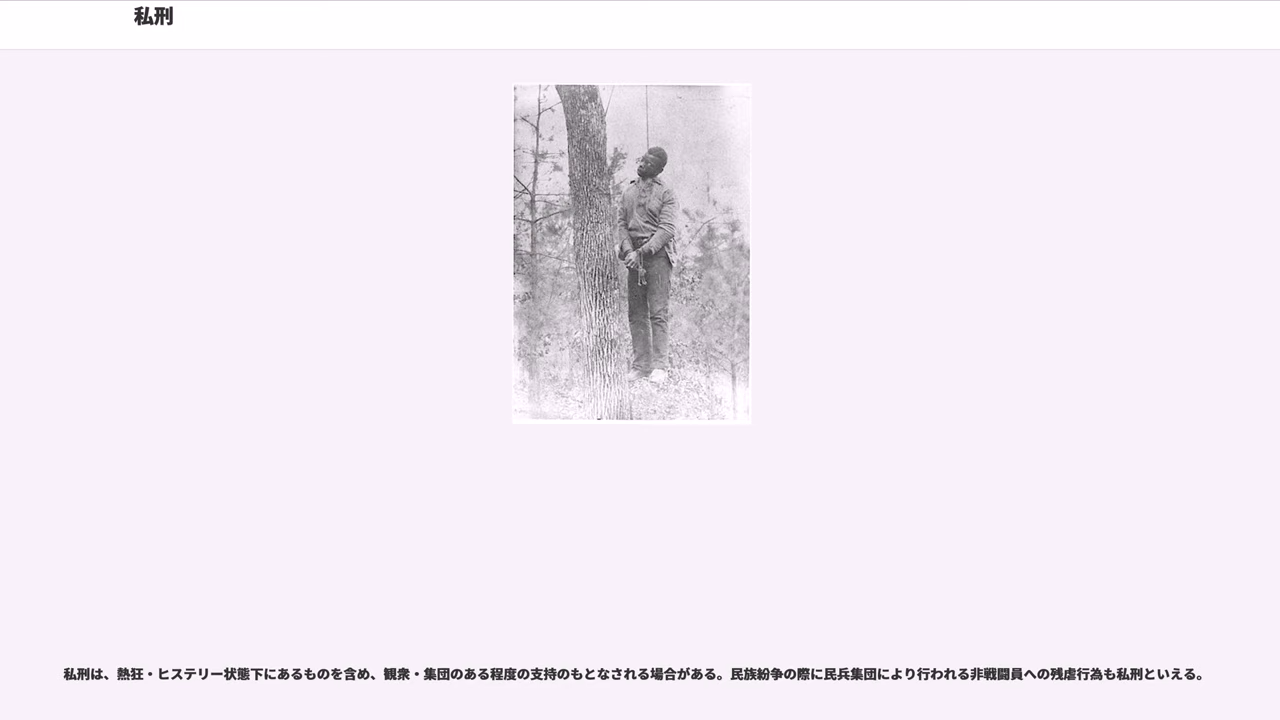 私刑
私刑は、熱狂・ヒステリー状態下にあるものを含め、観衆・集団のある程度の支持のもとなされる場合がある。民族紛争の際に民兵集団により行われる非戦闘員への残虐行為も私刑といえる。